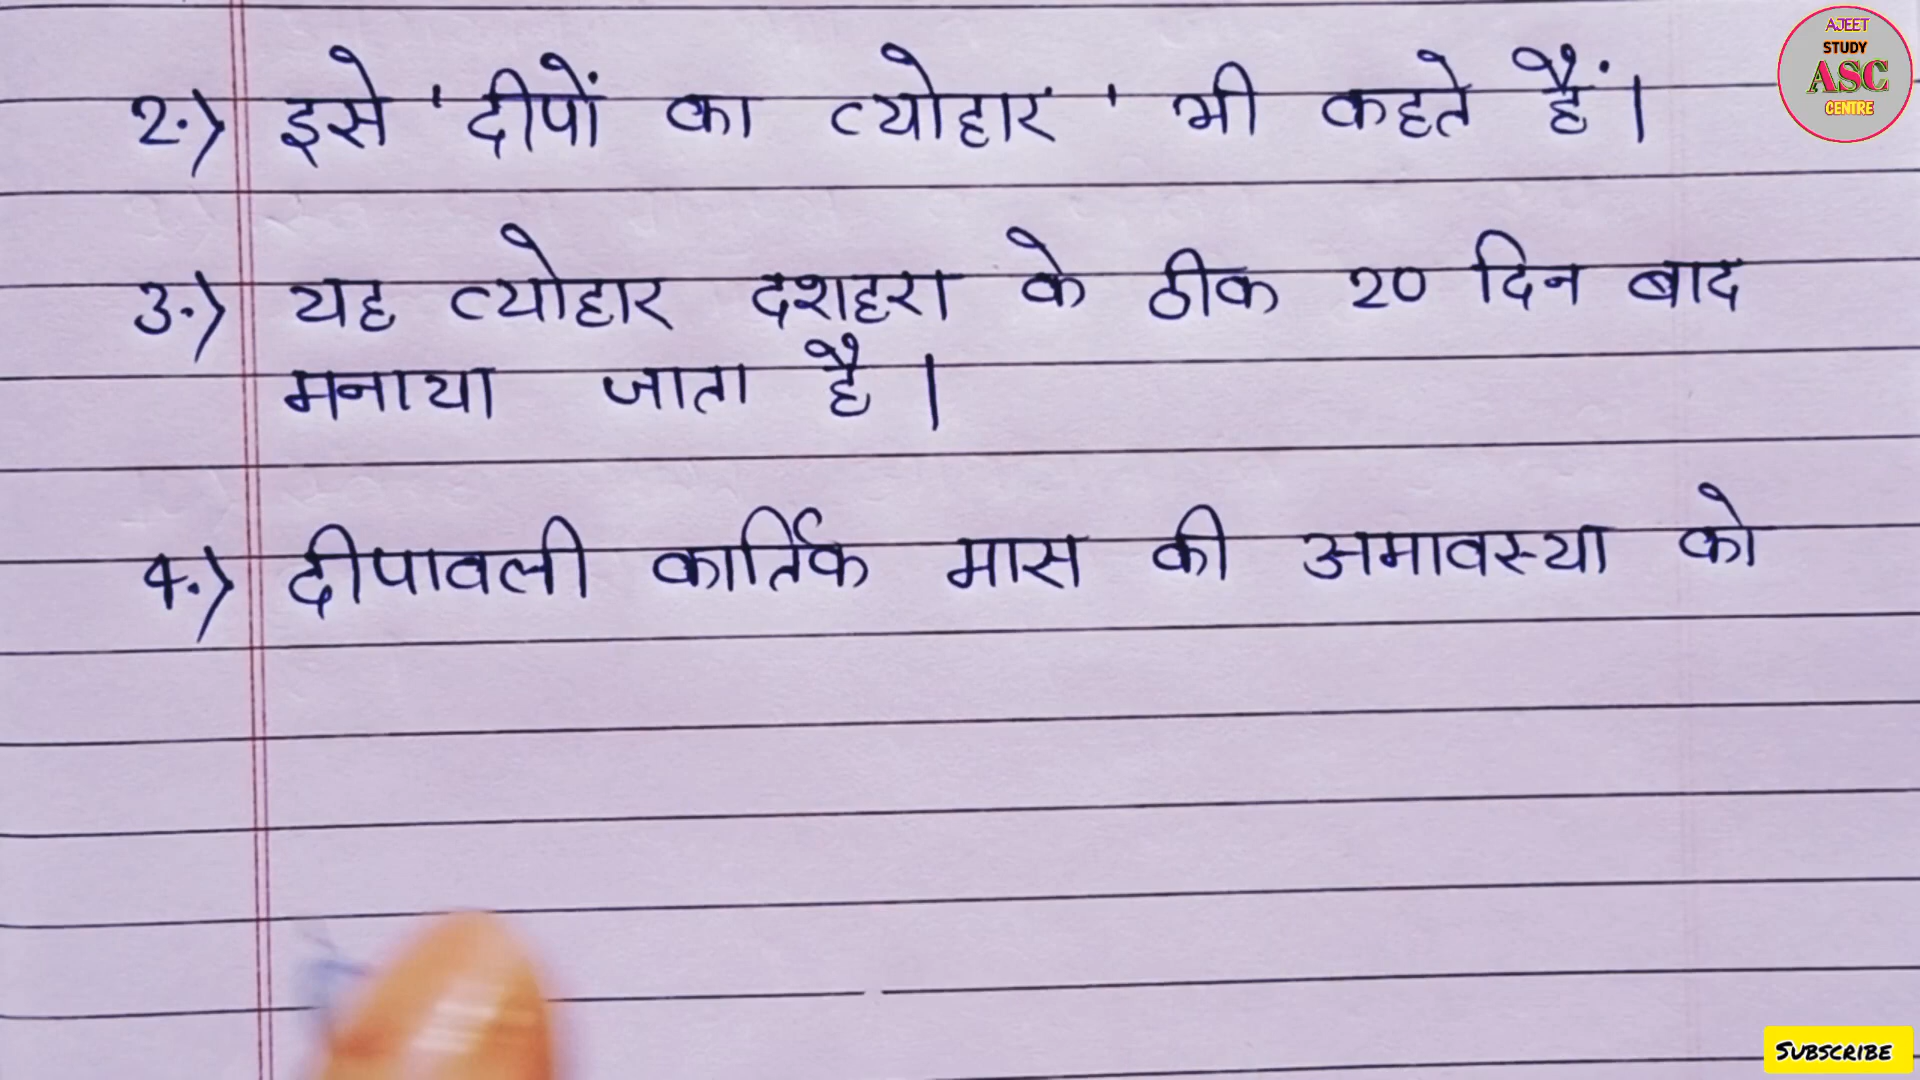 AJEET
STUDY
ASC
CENTRE
2.) इसे 'दीपों का त्योहार' भी कहते हैं।
3.) यह त्योहार दशहरा के ठीक 20 दिन बाद
मनाया जाता है।
4.) दीपावली कार्तिक मास की अमावस्या को
SUBSCRIBE